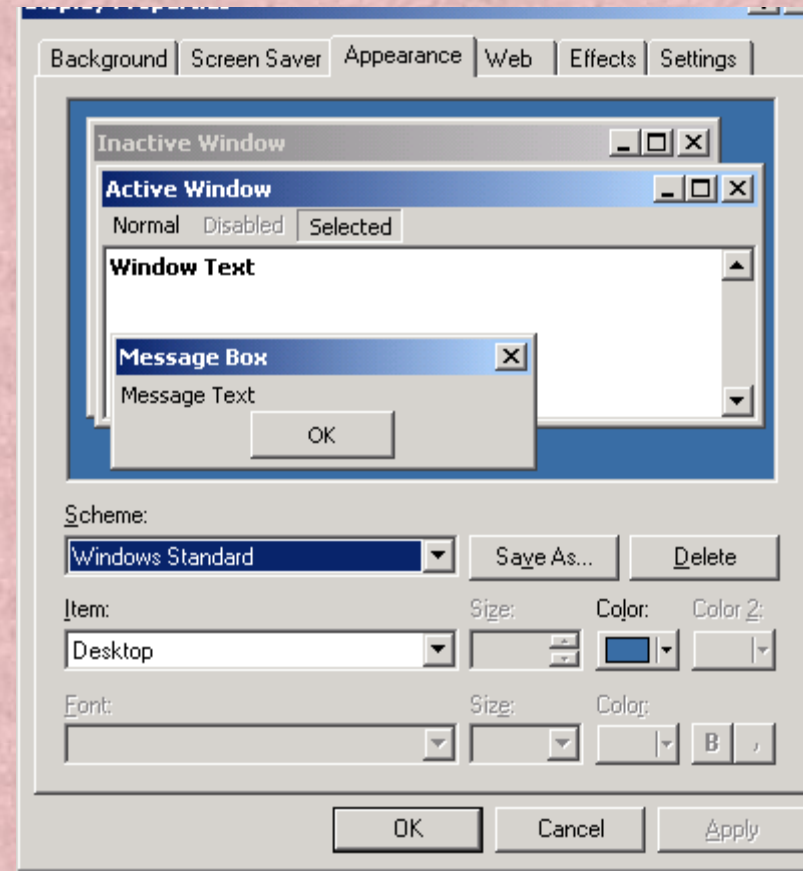 Display Properties
Background Screen Saver Appearance Web Effects Settings
Inactive Window
Active Window
Normal Disabled Selected
Window Text
Message Box
Message Text
OK
Scheme:
Windows Standard Save As... Delete
Item: Size: Color: Color 2:
Desktop
Font: Size: Color:
B /
OK Cancel Apply